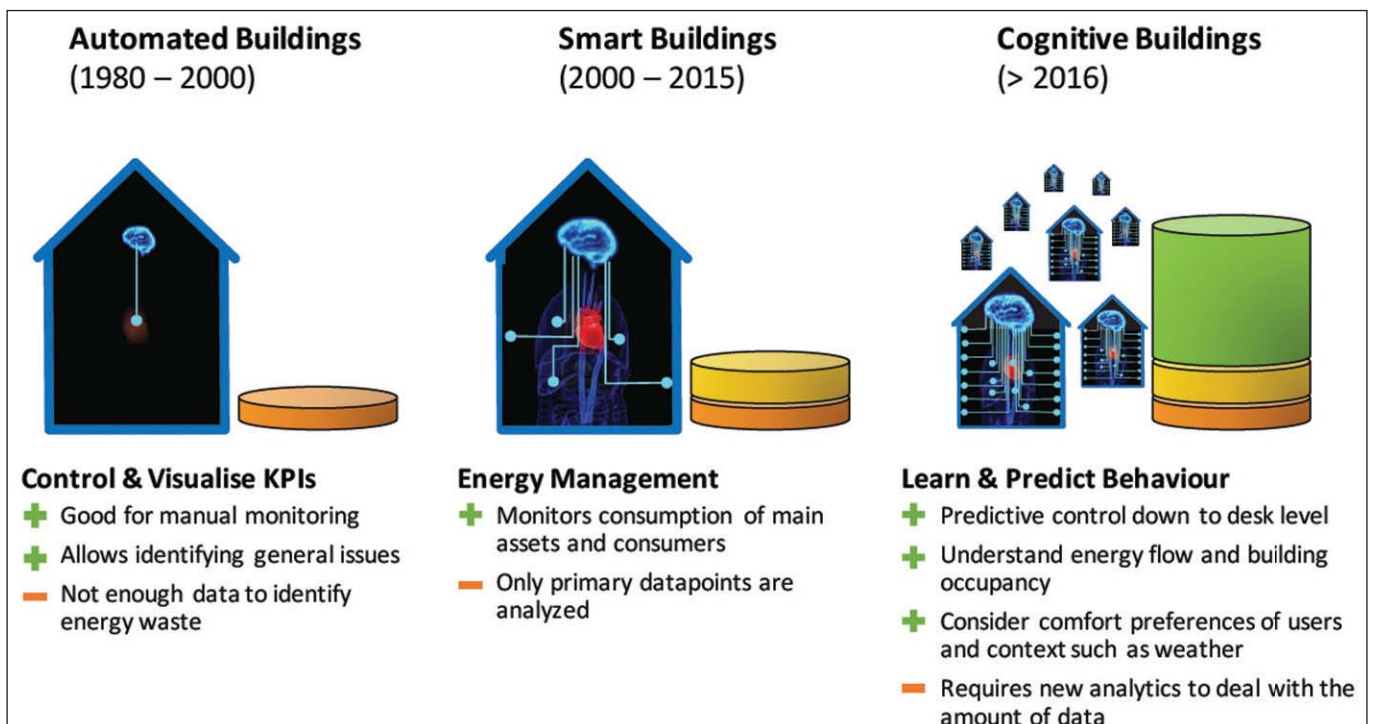 Automated Buildings
(1980 – 2000)
Smart Buildings
(2000 – 2015)
Cognitive Buildings
(> 2016)
Control & Visualise KPIs
Good for manual monitoring
Allows identifying general issues
Not enough data to identify
energy waste
Energy Management
Monitors consumption of main
assets and consumers
Only primary datapoints are
analyzed
Learn & Predict Behaviour
Predictive control down to desk level
Understand energy flow and building
occupancy
Consider comfort preferences of users
and context such as weather
Requires new analytics to deal with the
amount of data